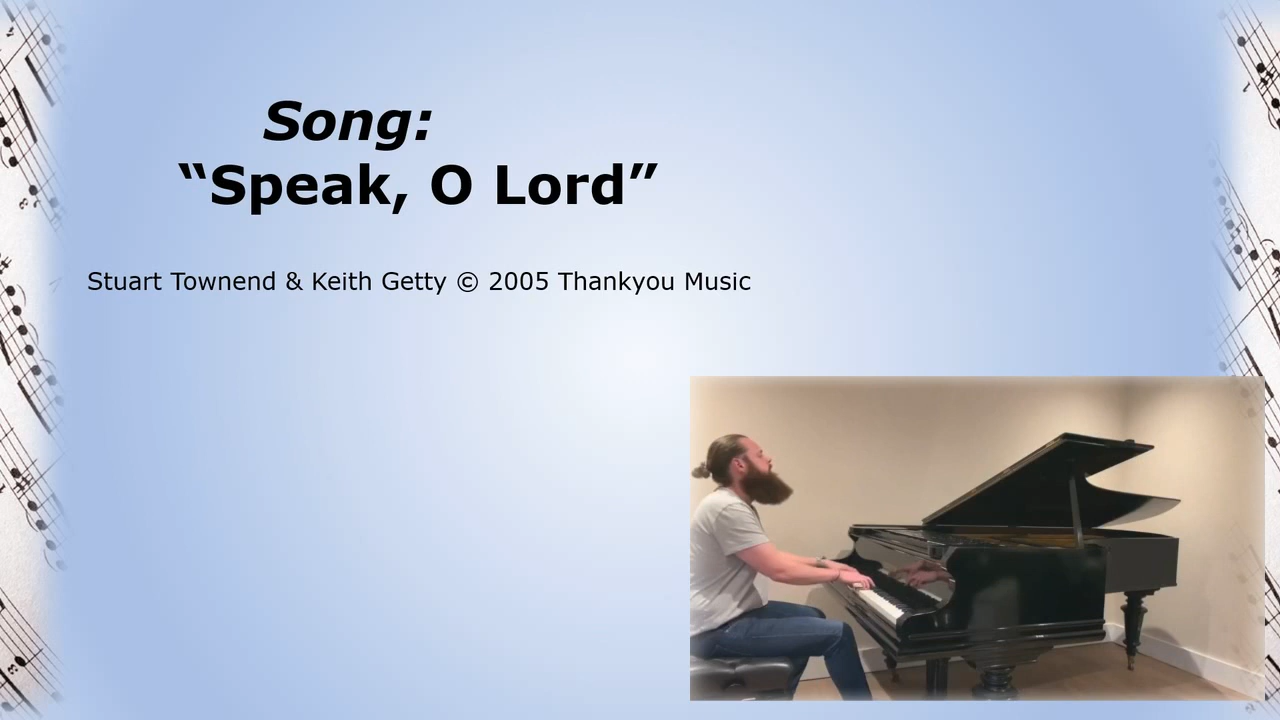 Song:
“Speak, O Lord”
Stuart Townend & Keith Getty © 2005 Thankyou Music